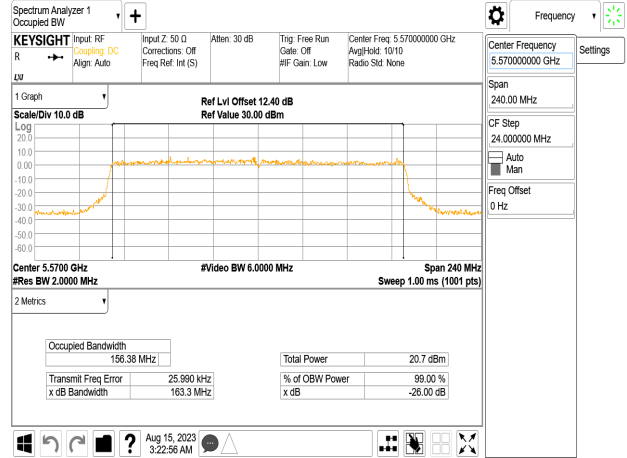 Spectrum Analyzer 1
Occupied BW
Frequency
KEYSIGHT Input: RF Input Z: 50 Ω Atten: 30 dB Trig: Free Run Center Freq: 5.570000000 GHz
Coupling: DC Corrections: Off Gate: Off Avg|Hold: 10/10
R Align: Auto Freq Ref: Int (S) #IF Gain: Low Radio Std: None
LXI
Center Frequency
5.570000000 GHz
Settings
Span
240.00 MHz
CF Step
24.000000 MHz
Auto
Man
Freq Offset
0 Hz
1 Graph
Ref Lvl Offset 12.40 dB
Scale/Div 10.0 dB Ref Value 30.00 dBm
Log
20.0
10.0
0.00
-10.0
-20.0
-30.0
-40.0
-50.0
-60.0
Center 5.5700 GHz #Video BW 6.0000 MHz Span 240 MHz
#Res BW 2.0000 MHz Sweep 1.00 ms (1001 pts)
2 Metrics
Occupied Bandwidth
156.38 MHz
Total Power 20.7 dBm
Transmit Freq Error 25.990 kHz % of OBW Power 99.00 %
x dB Bandwidth 163.3 MHz x dB -26.00 dB
? Aug 15, 2023
3:22:56 AM